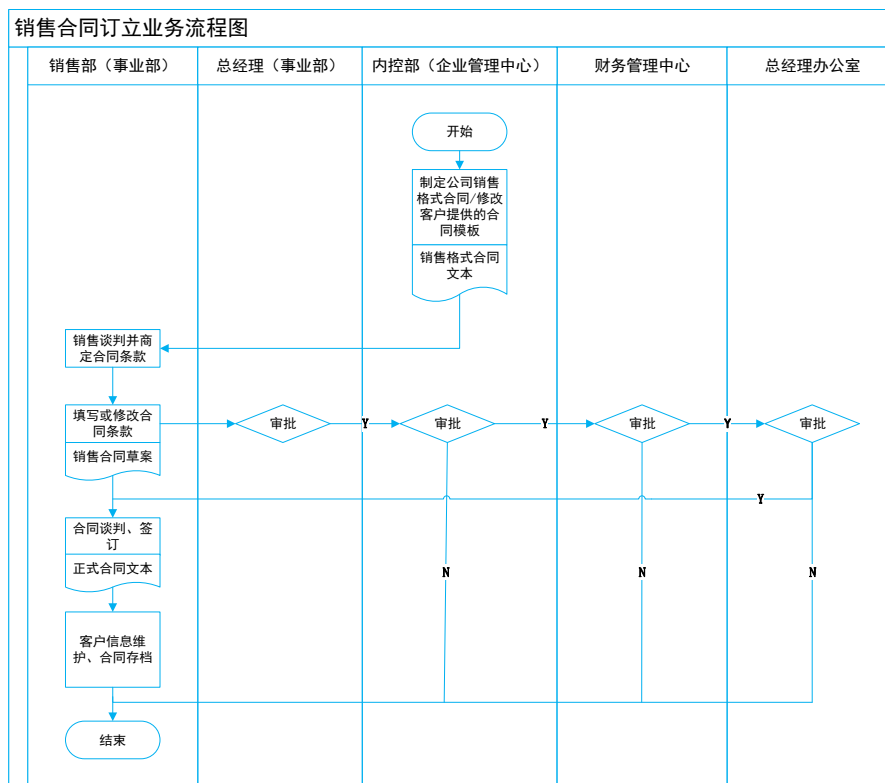 销售合同订立业务流程图
销售部（事业部）
总经理（事业部）
内控部（企业管理中心）
财务管理中心
总经理办公室
开始
制定公司销售
格式合同/修改
客户提供的合
同模板
销售格式合同
文本
销售谈判并商
定合同条款
填写或修改合
同条款
销售合同草案
审批
Y
审批
Y
审批
Y
审批
Y
合同谈判、签
订
正式合同文本
N
N
N
客户信息维
护、合同存档
结束